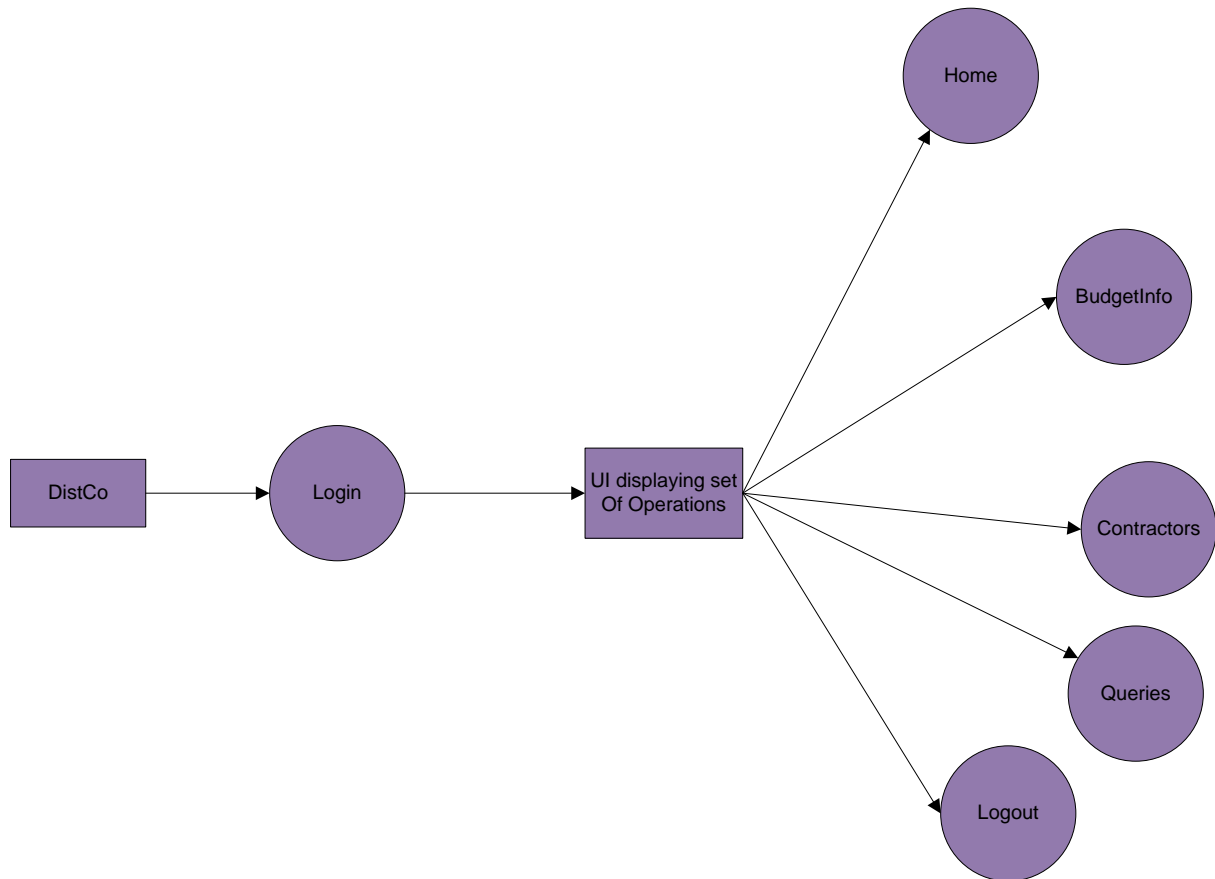 Home
BudgetInfo
DistCo
Login
UI displaying set
Of Operations
Contractors
Queries
Logout